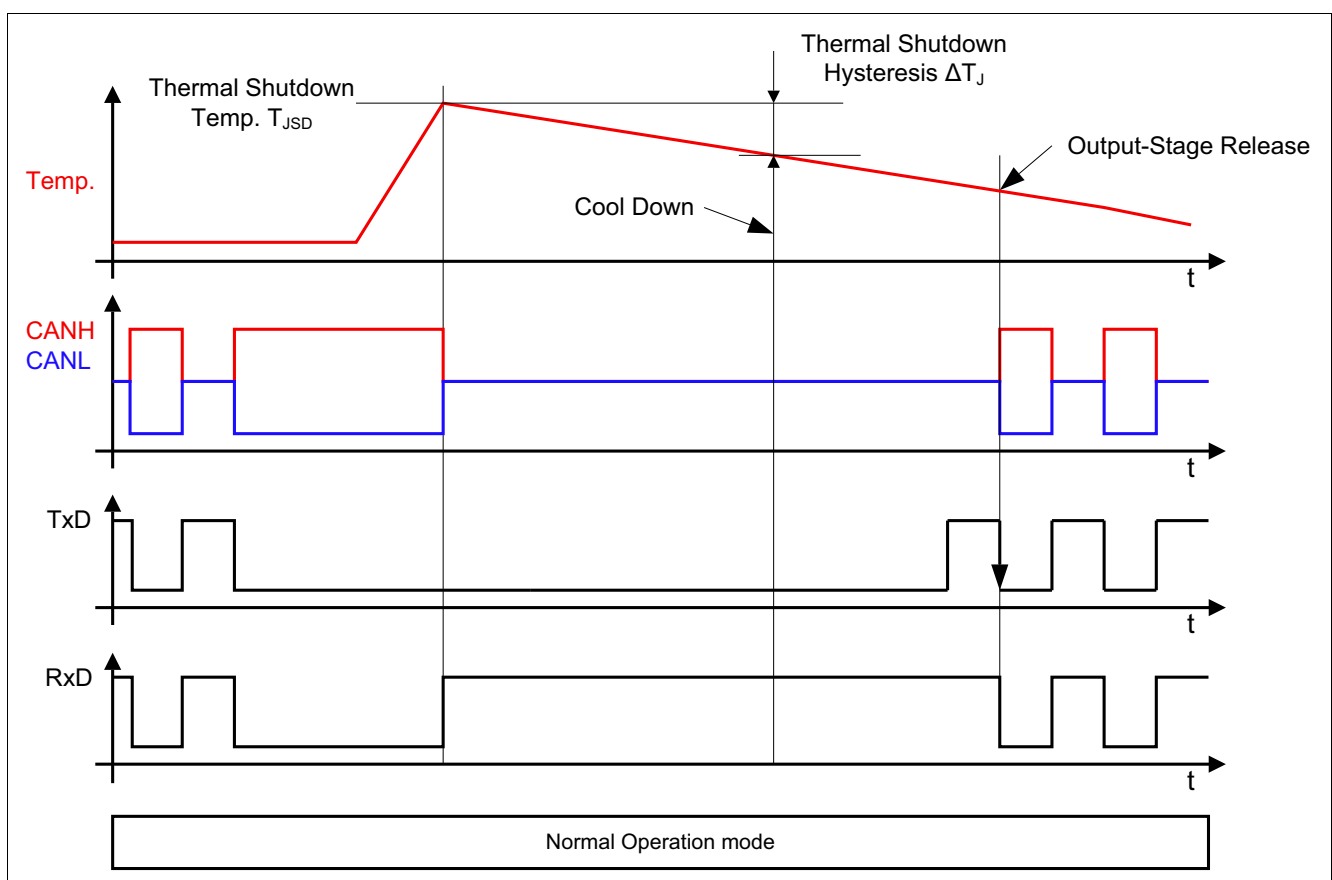 Thermal Shutdown
Hysteresis ΔTJ
Thermal Shutdown
Temp. TJSD
Output-Stage Release
Temp.
Cool Down
t
CANH
CANL
t
TxD
t
RxD
t
Normal Operation mode